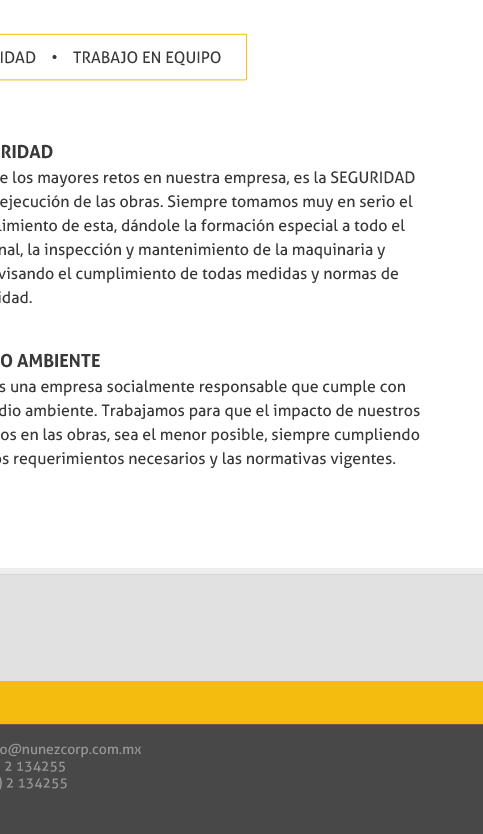 IDAD • TRABAJO EN EQUIPO
RIDAD
e los mayores retos en nuestra empresa, es la SEGURIDAD
ejecución de las obras. Siempre tomamos muy en serio el
limiento de esta, dándole la formación especial a todo el
nal, la inspección y mantenimiento de la maquinaria y
visando el cumplimiento de todas medidas y normas de
idad.
O AMBIENTE
s una empresa socialmente responsable que cumple con
dio ambiente. Trabajamos para que el impacto de nuestros
os en las obras, sea el menor posible, siempre cumpliendo
os requerimientos necesarios y las normativas vigentes.
o@nunezcorp.com.mx
2 134255
) 2 134255